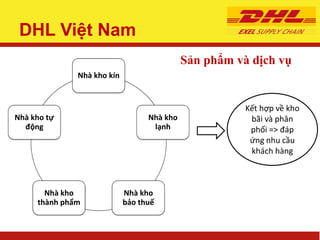 DHL Việt Nam
DHL
EXEL SUPPLY CHAIN
Sản phẩm và dịch vụ
Nhà kho kín
Nhà kho tự
động
Nhà kho
lạnh
Nhà kho
thành phẩm
Nhà kho
bảo thuế
Kết hợp về kho
bãi và phân
phối => đáp
ứng nhu cầu
khách hàng